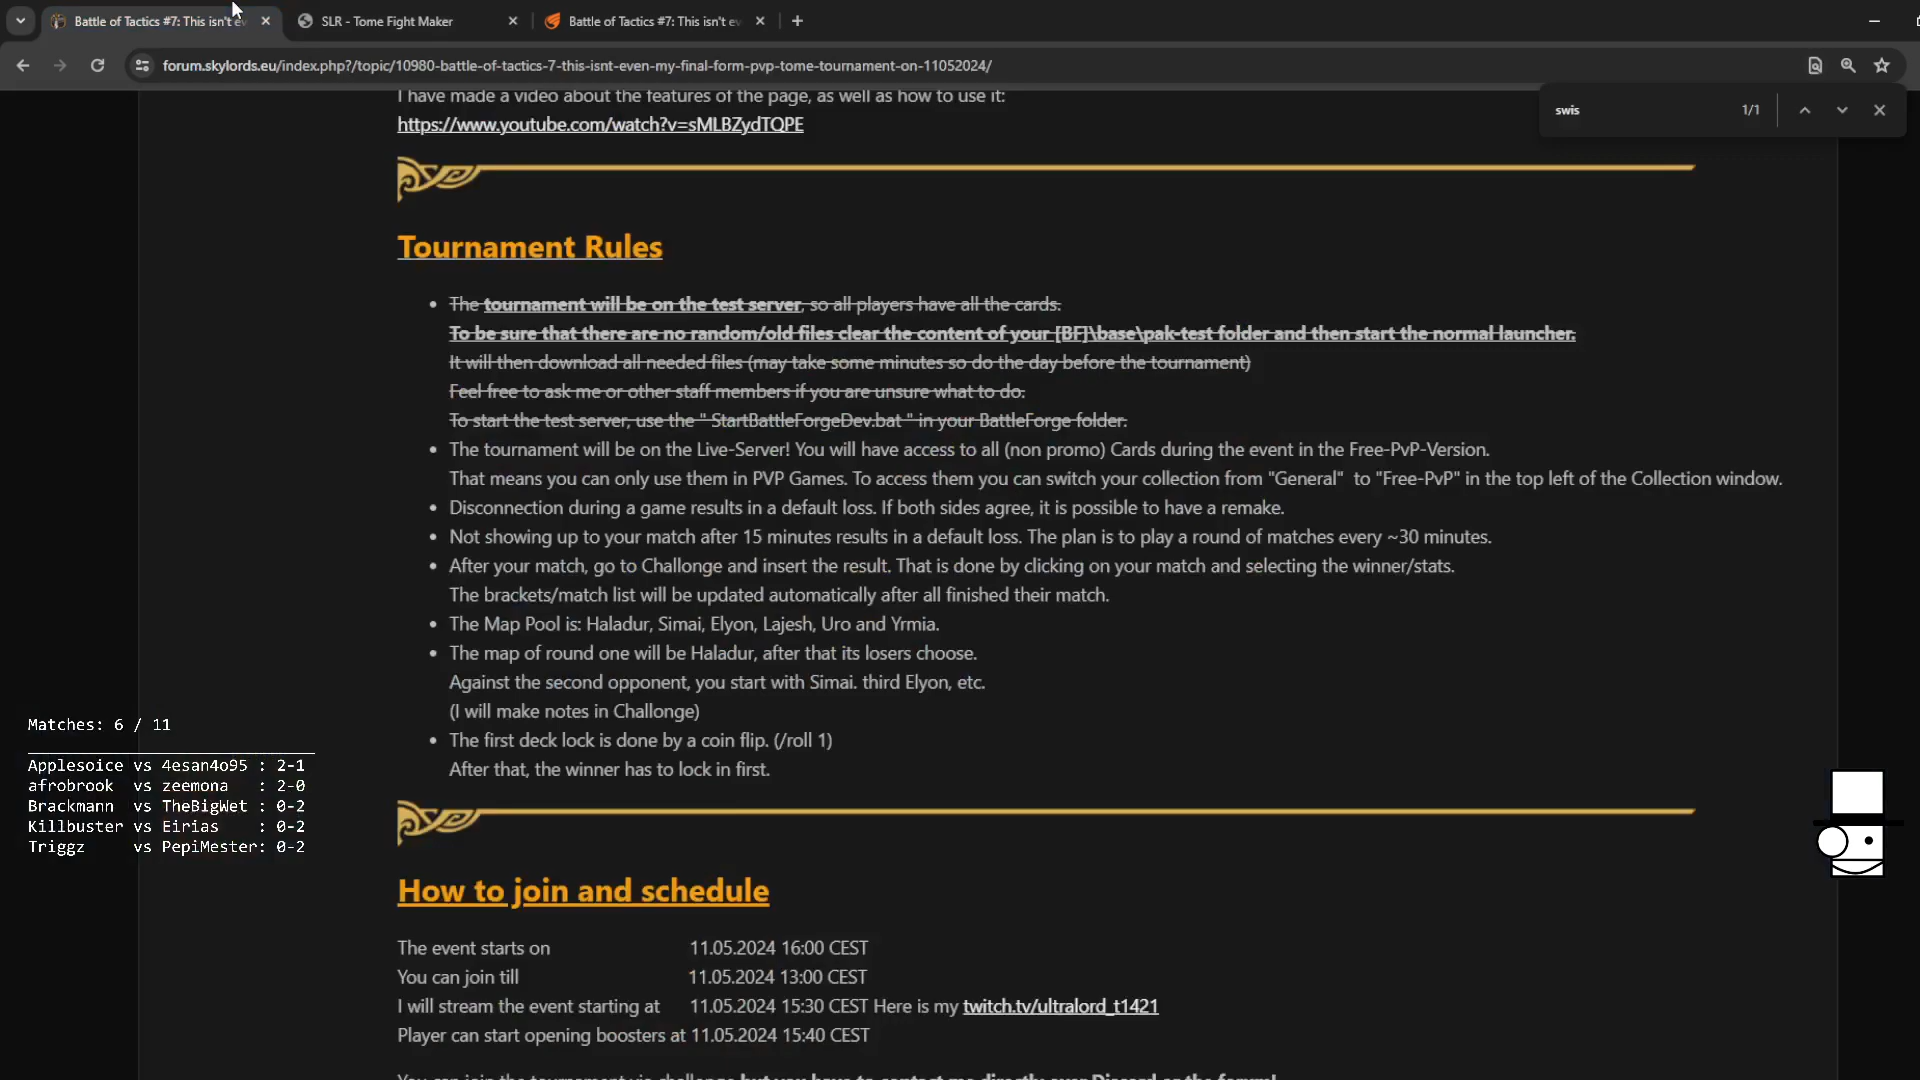 Battle of Tactics #7: This isn't ev
SLR - Tome Fight Maker
Battle of Tactics #7: This isn't ev
forum.skylords.eu/index.php?/topic/10980-battle-of-tactics-7-this-isnt-even-my-final-form-pvp-tome-tournament-on-11052024/
swis 1/1
I have made a video about the features of the page, as well as how to use it:
https://www.youtube.com/watch?v=sMLBZydTQPE
Tournament Rules
The tournament will be on the test server, so all players have all the cards.
To be sure that there are no random/old files clear the content of your [BF]\base\pak-test folder and then start the normal launcher.
It will then download all needed files (may take some minutes so do the day before the tournament)
Feel free to ask me or other staff members if you are unsure what to do.
To start the test server, use the " StartBattleForgeDev.bat " in your BattleForge folder.
The tournament will be on the Live-Server! You will have access to all (non promo) Cards during the event in the Free-PvP-Version.
That means you can only use them in PVP Games. To access them you can switch your collection from "General"  to "Free-PvP" in the top left of the Collection window.
Disconnection during a game results in a default loss. If both sides agree, it is possible to have a remake.
Not showing up to your match after 15 minutes results in a default loss. The plan is to play a round of matches every ~30 minutes.
After your match, go to Challonge and insert the result. That is done by clicking on your match and selecting the winner/stats.
The brackets/match list will be updated automatically after all finished their match.
The Map Pool is: Haladur, Simai, Elyon, Lajesh, Uro and Yrmia.
The map of round one will be Haladur, after that its losers choose.
Against the second opponent, you start with Simai. third Elyon, etc.
(I will make notes in Challonge)
The first deck lock is done by a coin flip. (/roll 1)
After that, the winner has to lock in first.
Matches: 6 / 11
Applesoice vs 4esan4o95 : 2-1
afrobrook vs zeemona : 2-0
Brackmann vs TheBigWet : 0-2
Killbuster vs Eirias : 0-2
Triggz vs PepiMester: 0-2
How to join and schedule
The event starts on 11.05.2024 16:00 CEST
You can join till 11.05.2024 13:00 CEST
I will stream the event starting at 11.05.2024 15:30 CEST Here is my twitch.tv/ultralord_t1421
Player can start opening boosters at 11.05.2024 15:40 CEST
You can join the tournament via challonge but you have to contact me directly over Discord or the forum!